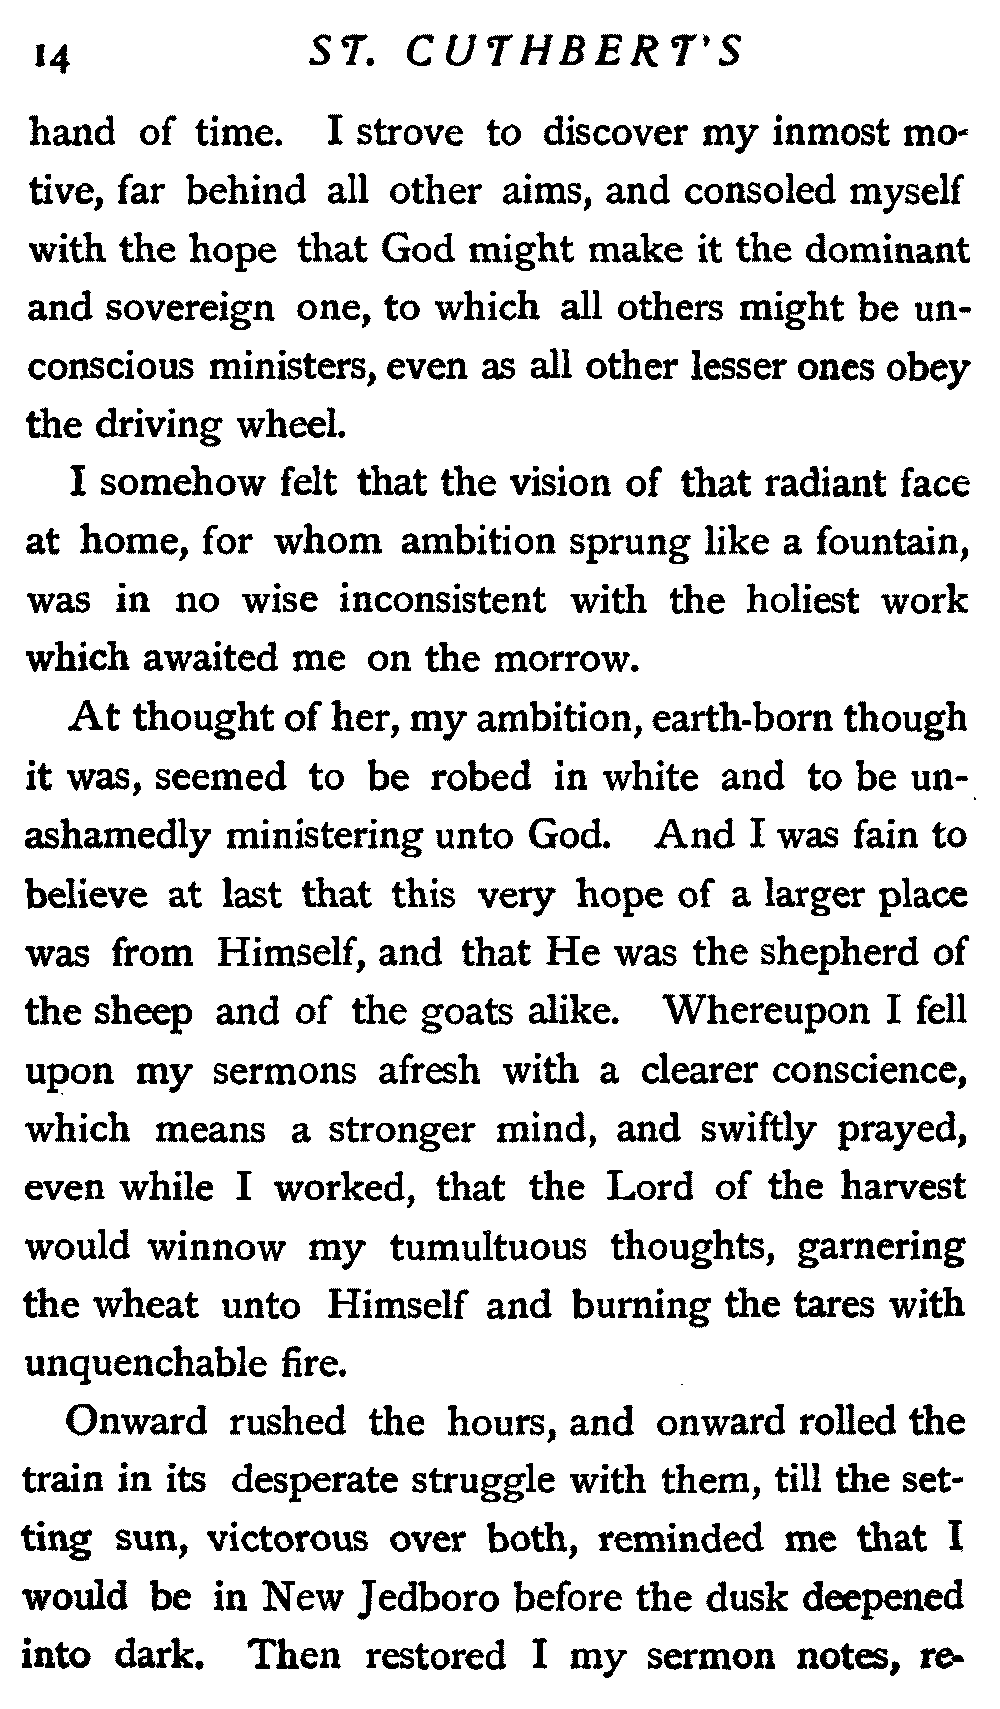 14 ST. CUTHBERT'S
hand of time. I strove to discover my inmost mo-
tive, far behind all other aims, and consoled myself
with the hope that God might make it the dominant
and sovereign one, to which all others might be un-
conscious ministers, even as all other lesser ones obey
the driving wheel.
I somehow felt that the vision of that radiant face
at home, for whom ambition sprung like a fountain,
was in no wise inconsistent with the holiest work
which awaited me on the morrow.
At thought of her, my ambition, earth-born though
it was, seemed to be robed in white and to be un-
ashamedly ministering unto God. And I was fain to
believe at last that this very hope of a larger place
was from Himself, and that He was the shepherd of
the sheep and of the goats alike. Whereupon I fell
upon my sermons afresh with a clearer conscience,
which means a stronger mind, and swiftly prayed,
even while I worked, that the Lord of the harvest
would winnow my tumultuous thoughts, garnering
the wheat unto Himself and burning the tares with
unquenchable fire.
Onward rushed the hours, and onward rolled the
train in its desperate struggle with them, till the set-
ting sun, victorous over both, reminded me that I
would be in New Jedboro before the dusk deepened
into dark. Then restored I my sermon notes, re-